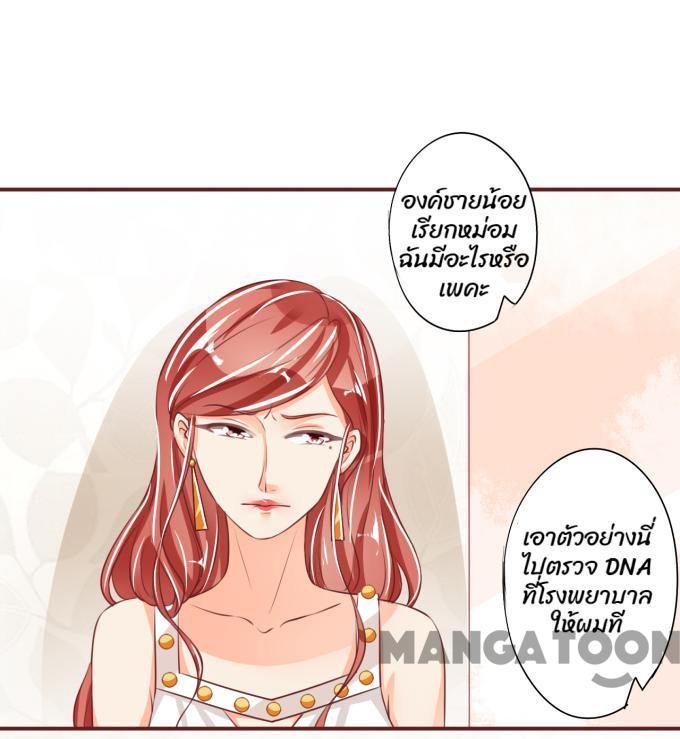 องค์ชายน้อย
เรียกหม่อม
ฉันมีอะไรหรือ
เพคะ
เอาตัวอย่างนี่
ไปตรวจ DNA
ที่โรงพยาบาล
ให้ผมที
MANGATOON